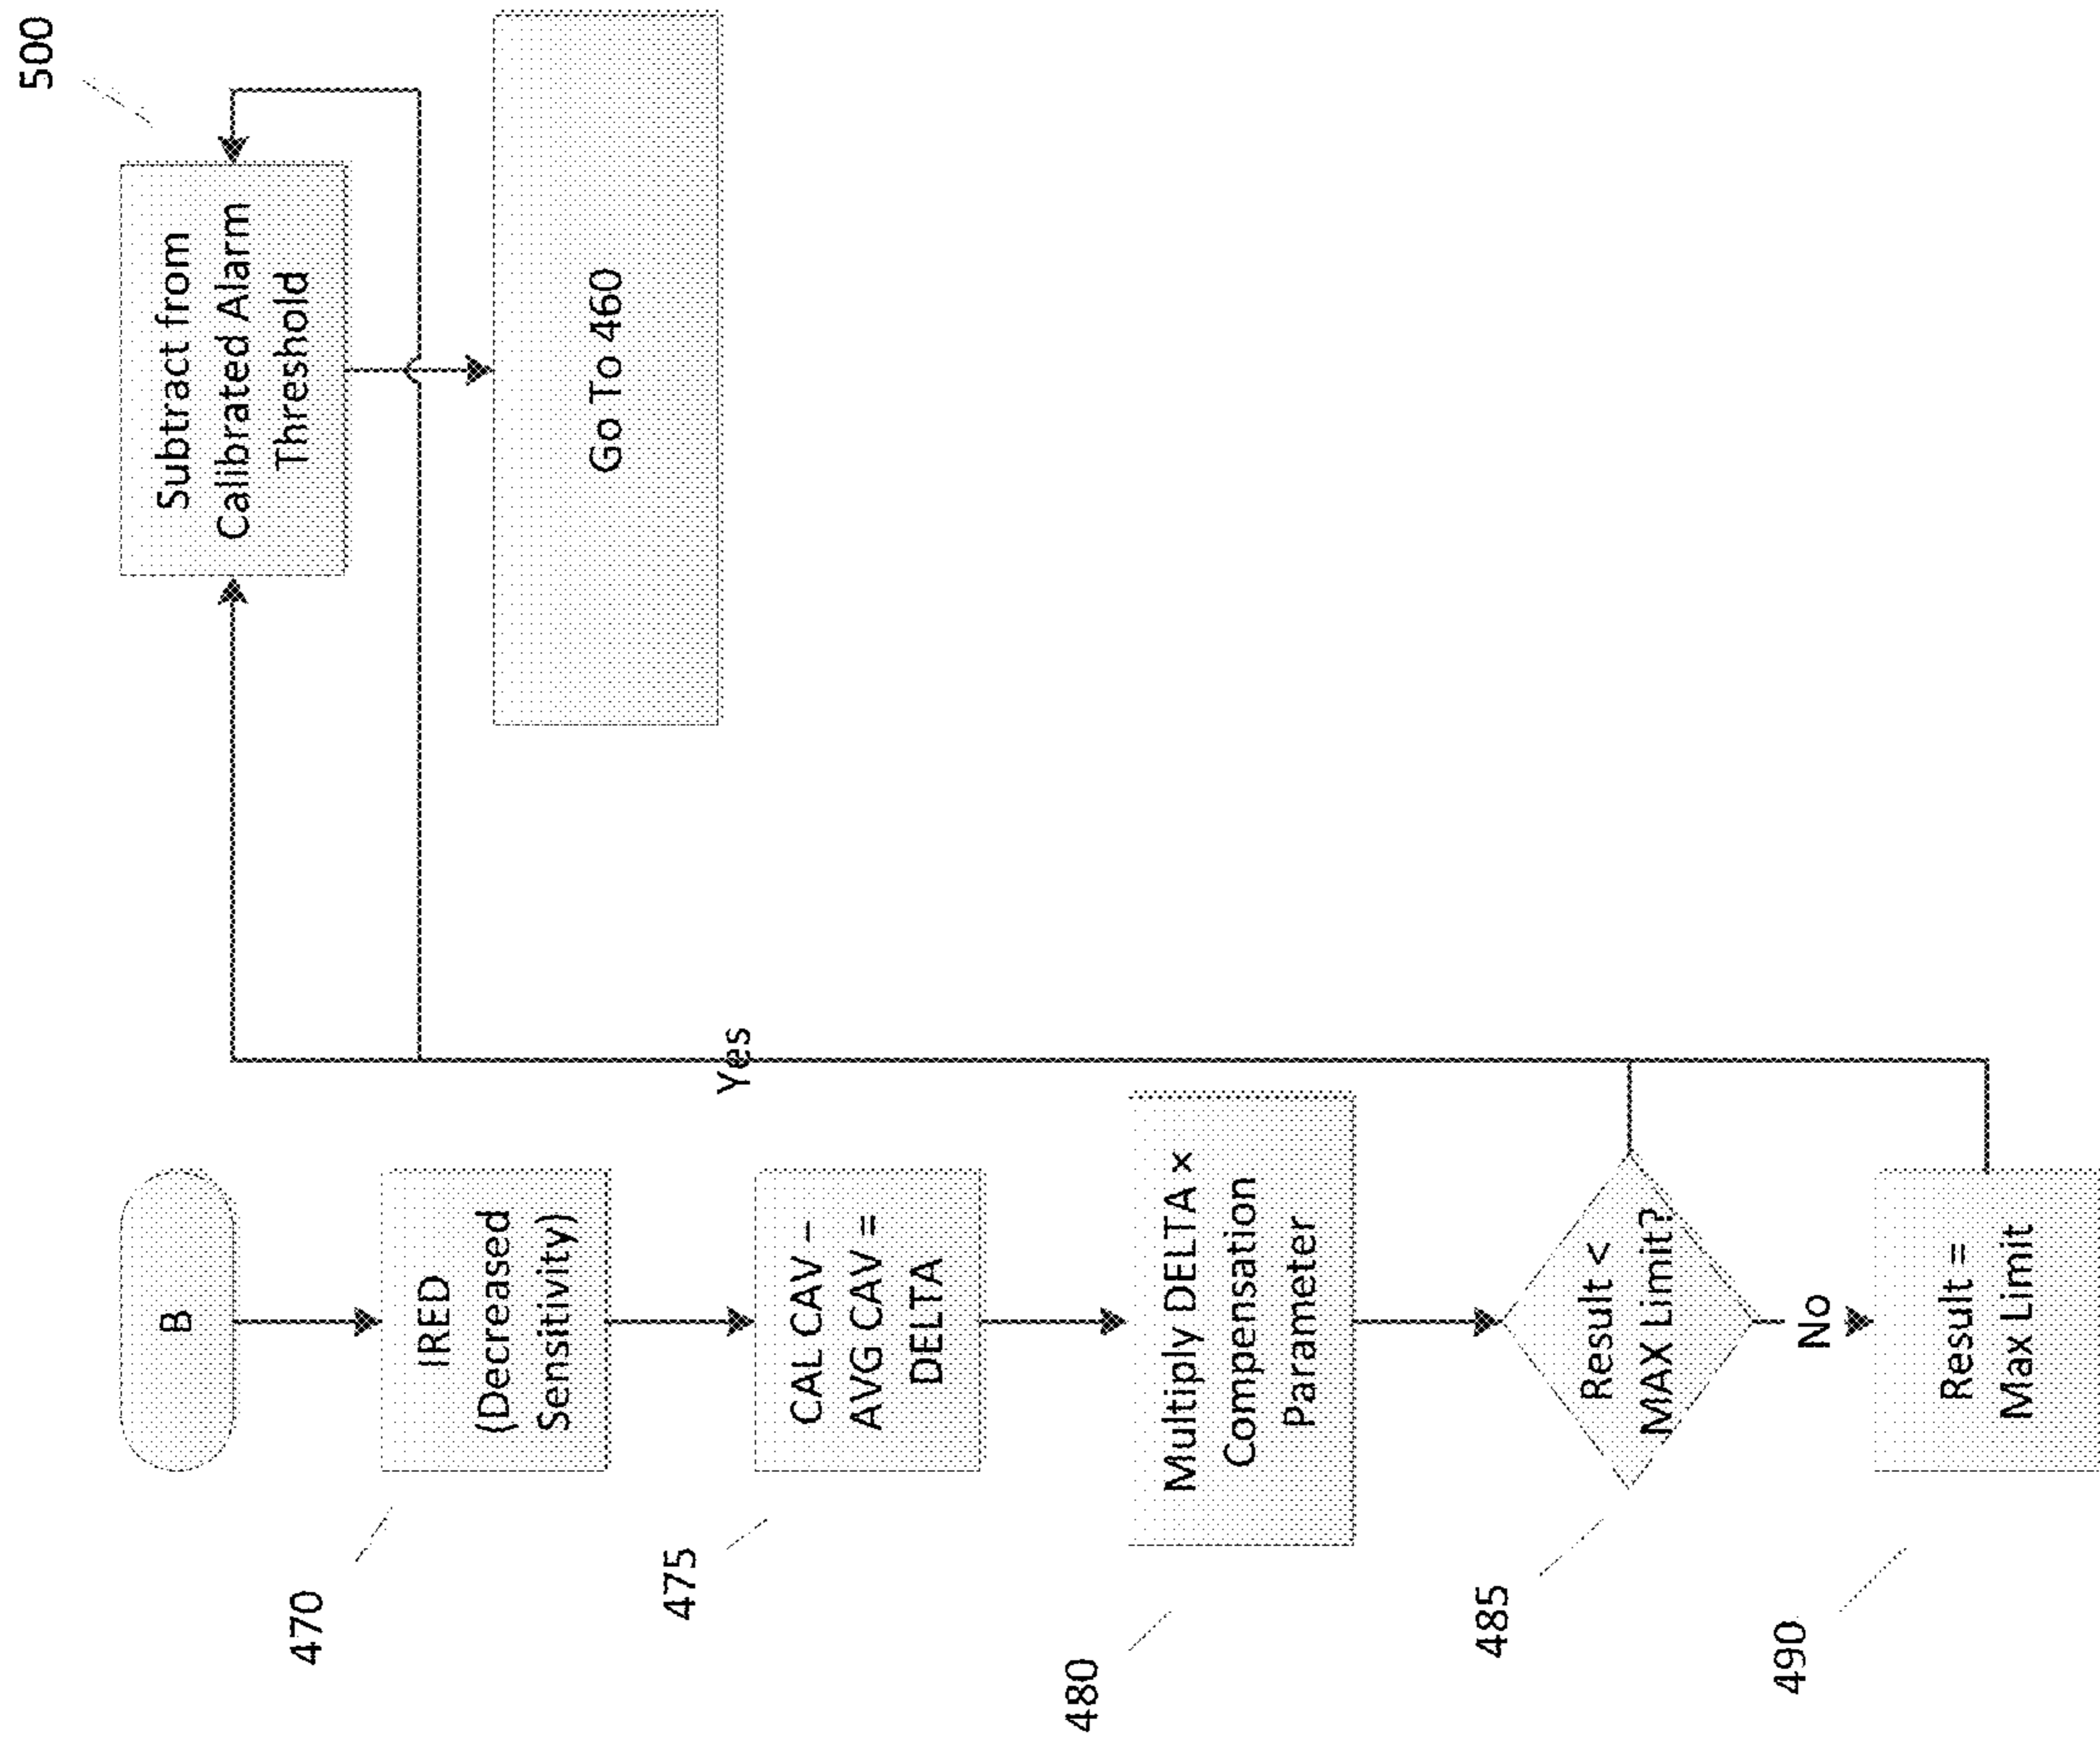 B
470
IRED
(Decreased
Sensitivity)
475
CAL CAV –
AVG CAV =
DELTA
480
Multiply DELTA ×
Compensation
Parameter
485
Result <
MAX Limit?
Yes
No
490
Result =
Max Limit
500
Subtract from
Calibrated Alarm
Threshold
Go To 460